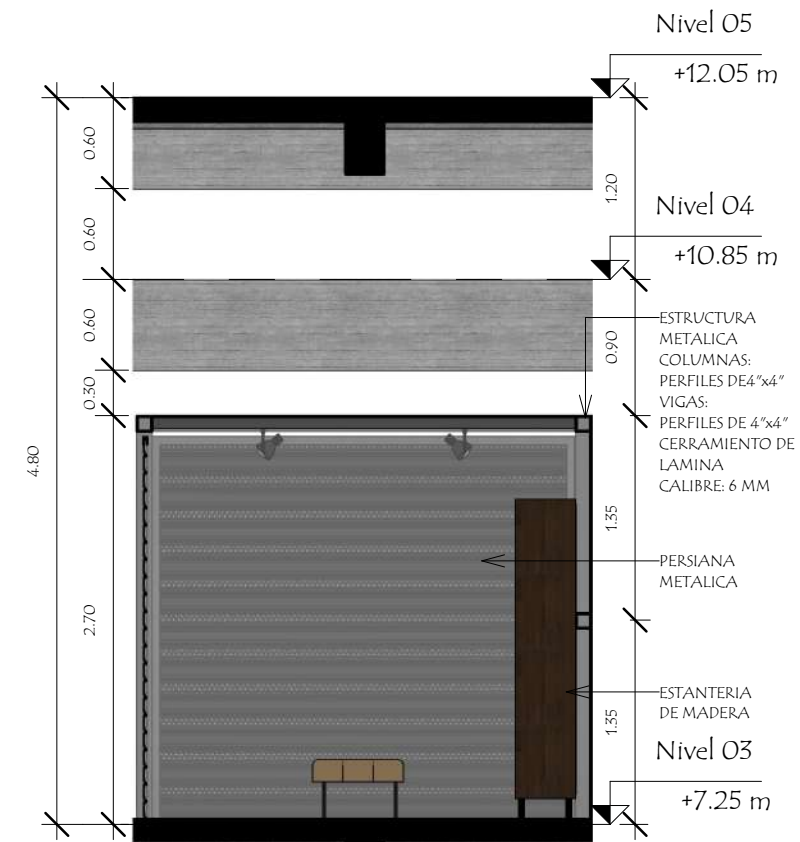 Nivel 05
+12.05 m
0.60
1.20
Nivel 04
0.60
+10.85 m
0.60
0.90
ESTRUCTURA
METALICA
COLUMNAS:
PERFILES DE4"x4"
VIGAS:
PERFILES DE 4"x4"
CERRAMIENTO DE
LAMINA
CALIBRE: 6 MM
0.30
4.80
1.35
PERSIANA
METALICA
2.70
ESTANTERIA
DE MADERA
1.35
Nivel 03
+7.25 m